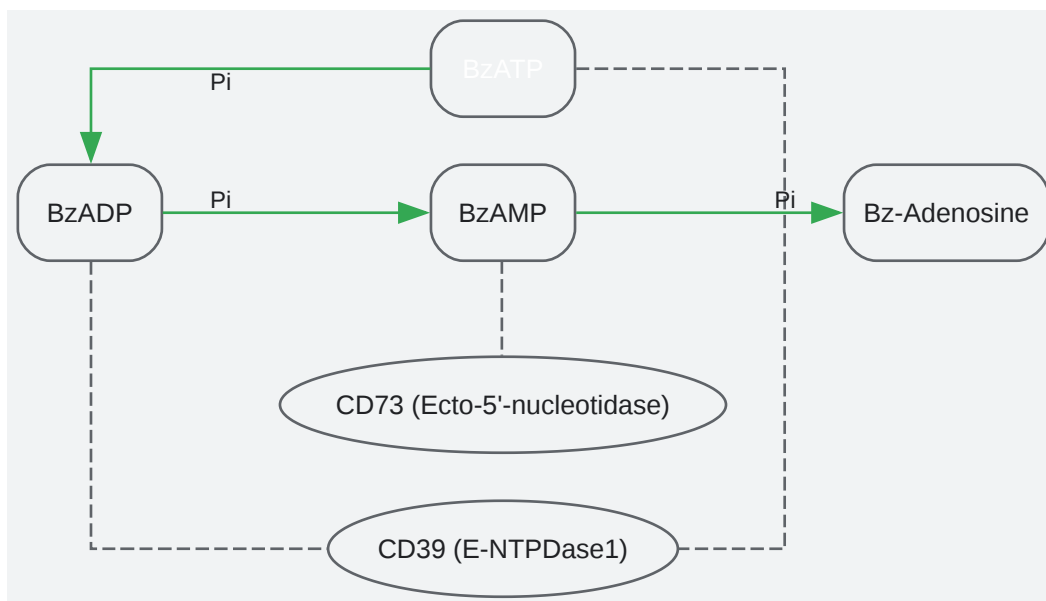 BzATP
Pi
BzADP
Pi
BzAMP
Pi
Bz-Adenosine
CD73 (Ecto-5'-nucleotidase)
CD39 (E-NTPDase1)